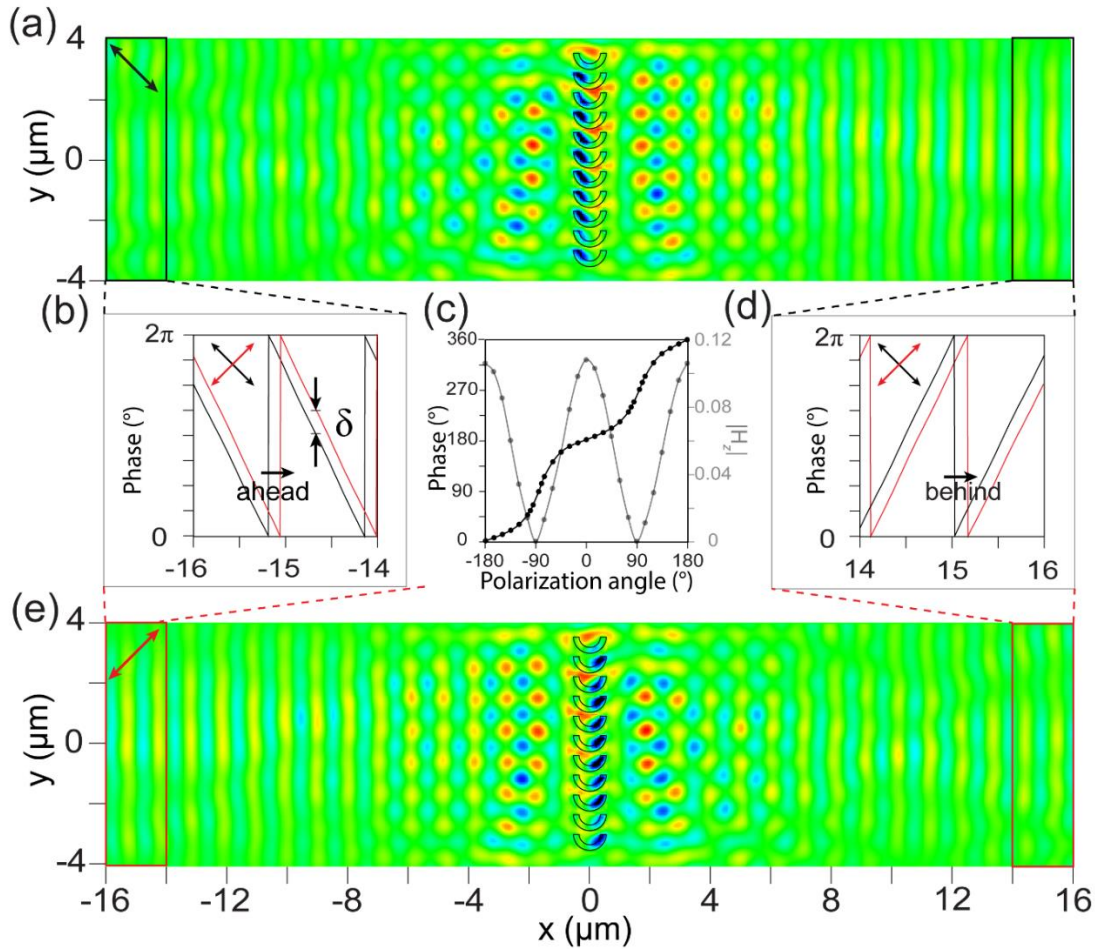 (a)
4
y (μm)
0
-4
(b)
2π
Phase (°)
0
δ
ahead
-16
-15
-14
(c)
360
270
180
90
0
Phase (°)
-180
-90
0
90
180
Polarization angle (°)
0.12
0.08
0.04
0
|Hz|
(d)
2π
Phase (°)
0
behind
14
15
16
(e)
4
y (μm)
0
-4
-16
-12
-8
-4
0
4
8
12
16
x (μm)